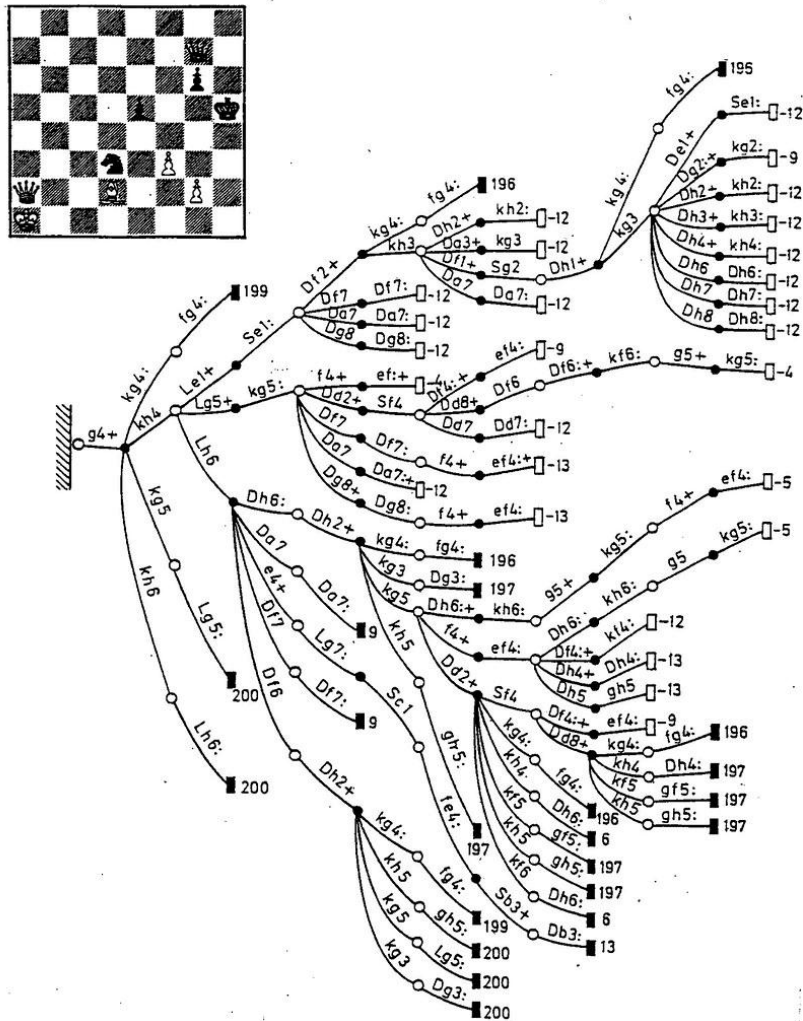 fg4: 195
Se1: -12
De1+
kg4:
Dg2:+ kg2: -9
Dh2+ kh2: -12
Dh3+ kh3: -12
Dh4+ kh4: -12
Dh6 Dh6: -12
Dh7 Dh7: -12
Dh8 Dh8: -12
kg3
fg4: 196
kg4:
kh3
Dh2+ kh2: -12
Da3+ kg3 -12
Df1+ Sg2 Dh1+
Da7 Da7: -12
Df2+
Df7 Df7: -12
Da7 Da7: -12
Dg8 Dg8: -12
fg4: 199
kg4:
Le1+ Se1:
g4+ kh4
Lg5+ kg5:
f4+ ef:+ -4
Dd2+ Sf4
Df4:+ ef4: -9
Dd8+ Df6 Df6:+ kf6: g5+ kg5: -4
Dd7 Dd7: -12
Df7 Df7: f4+ ef4:+ -13
Da7 Da7:+ -12
Dg8+ Dg8: f4+ ef4: -13
Lh6
kg5 Lg5: 200
kh6 Lh6: 200
Dh6: Dh2+
kg4: fg4: 196
kg3 Dg3: 197
kg5
Dh6:+ kh6:
g5+ kg5: f4+ ef4: -5
Dh6: kh6: g5 kg5: -5
f4+ ef4:
Df4:+ kf4: -12
Dh4+ Dh4: -13
Dh5 gh5 -13
kh5 gh5: 197
Dd2+ Sf4
Df4:+ ef4: -9
Dd8+
kg4: fg4: 196
kh4 Dh4: 197
kf5 gf5: 197
kh5 gh5: 197
kg4: fg4: 196
kh4: Dh6: 6
kf5 gf5: 197
kh5 gh5: 197
kf6 Dh6: 6
Da7 Da7: 9
e4+ Lg7: Sc1 fe4: Sb3+ Db3: 13
Df7 Df7: 9
Df6 Dh2+
kg4: fg4: 199
kh5 gh5: 200
kg5 Lg5: 200
kg3 Dg3: 200